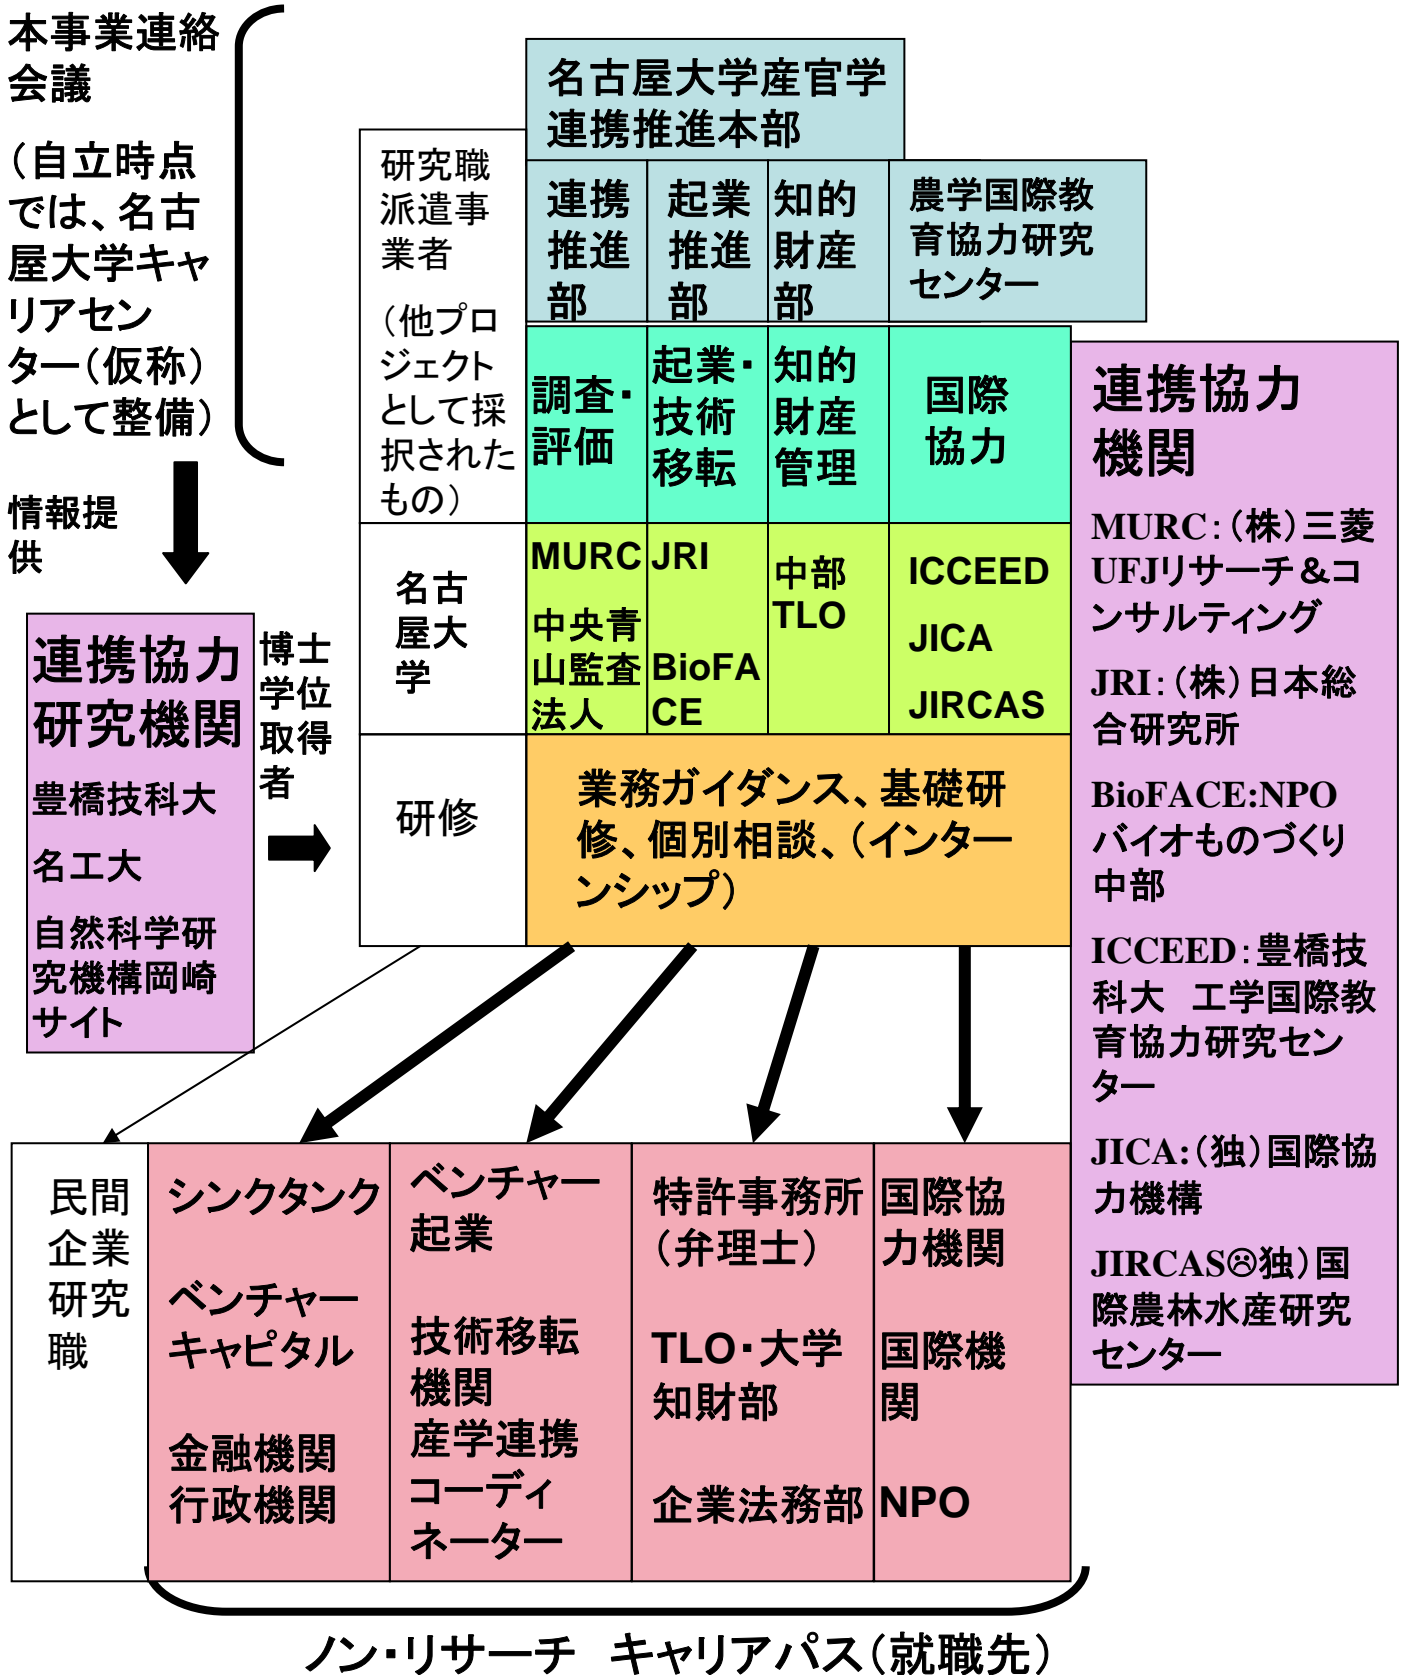 本事業連絡
会議
（自立時点
では、名古
屋大学キャ
リアセン
ター（仮称）
として整備）
情報提
供
連携協力
研究機関
豊橋技科大
名工大
自然科学研
究機構岡崎
サイト
博士
学位
取得
者
名古屋大学産官学
連携推進本部
研究職
派遣事
業者
（他プロ
ジェクト
として採
択された
もの）
連携
推進
部
起業
推進
部
知的
財産
部
農学国際教
育協力研究
センター
調査・
評価
起業・
技術
移転
知的
財産
管理
国際
協力
名古
屋大
学
MURC
中央青
山監査
法人
JRI
BioFA
CE
中部
TLO
ICCEED
JICA
JIRCAS
研修
業務ガイダンス、基礎研
修、個別相談、（インター
ンシップ）
連携協力
機関
MURC：（株）三菱
UFJリサーチ＆コ
ンサルティング
JRI：（株）日本総
合研究所
BioFACE:NPO
バイオものづくり
中部
ICCEED：豊橋技
科大　工学国際教
育協力研究セン
ター
JICA:（独）国際協
力機構
JIRCAS☹独）国
際農林水産研究
センター
民間
企業
研究
職
シンクタンク
ベンチャー
キャピタル
金融機関
行政機関
ベンチャー
起業
技術移転
機関
産学連携
コーディ
ネーター
特許事務所
（弁理士）
TLO・大学
知財部
企業法務部
国際協
力機関
国際機
関
NPO
ノン・リサーチ　キャリアパス（就職先）